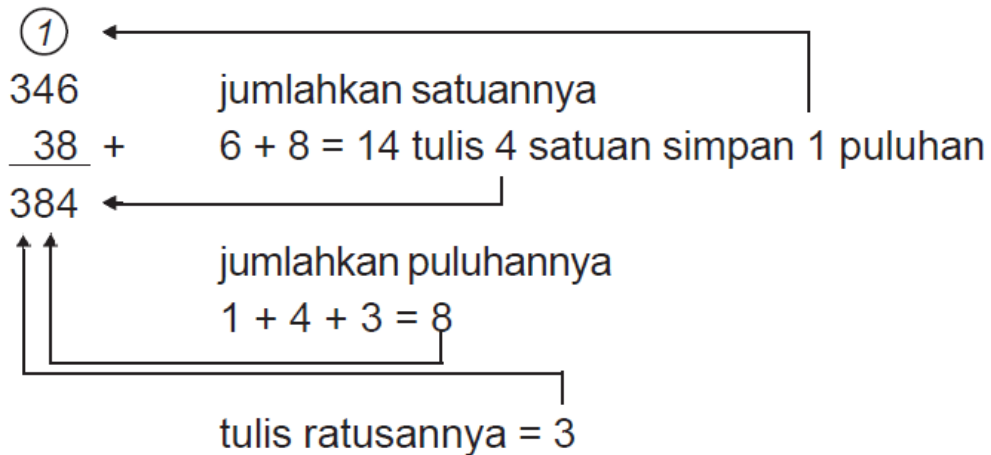 1
346 jumlahkan satuannya
38 + 6 + 8 = 14 tulis 4 satuan simpan 1 puluhan
384
jumlahkan puluhannya
1 + 4 + 3 = 8
tulis ratusannya = 3